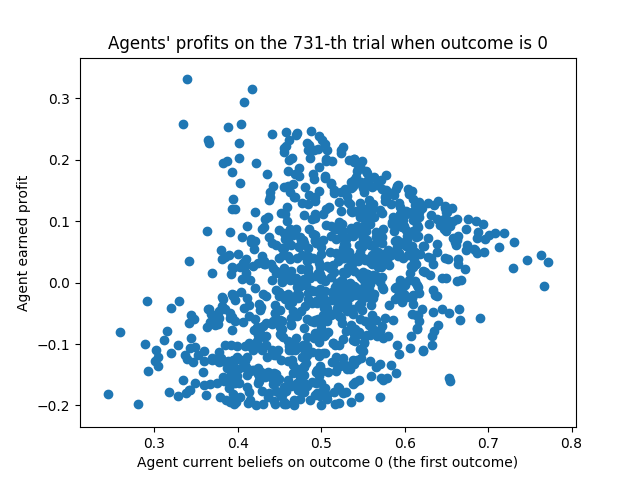 Agents' profits on the 731-th trial when outcome is 0
Agent earned profit
0.3
0.2
0.1
0.0
−0.1
−0.2
0.3 0.4 0.5 0.6 0.7 0.8
Agent current beliefs on outcome 0 (the first outcome)